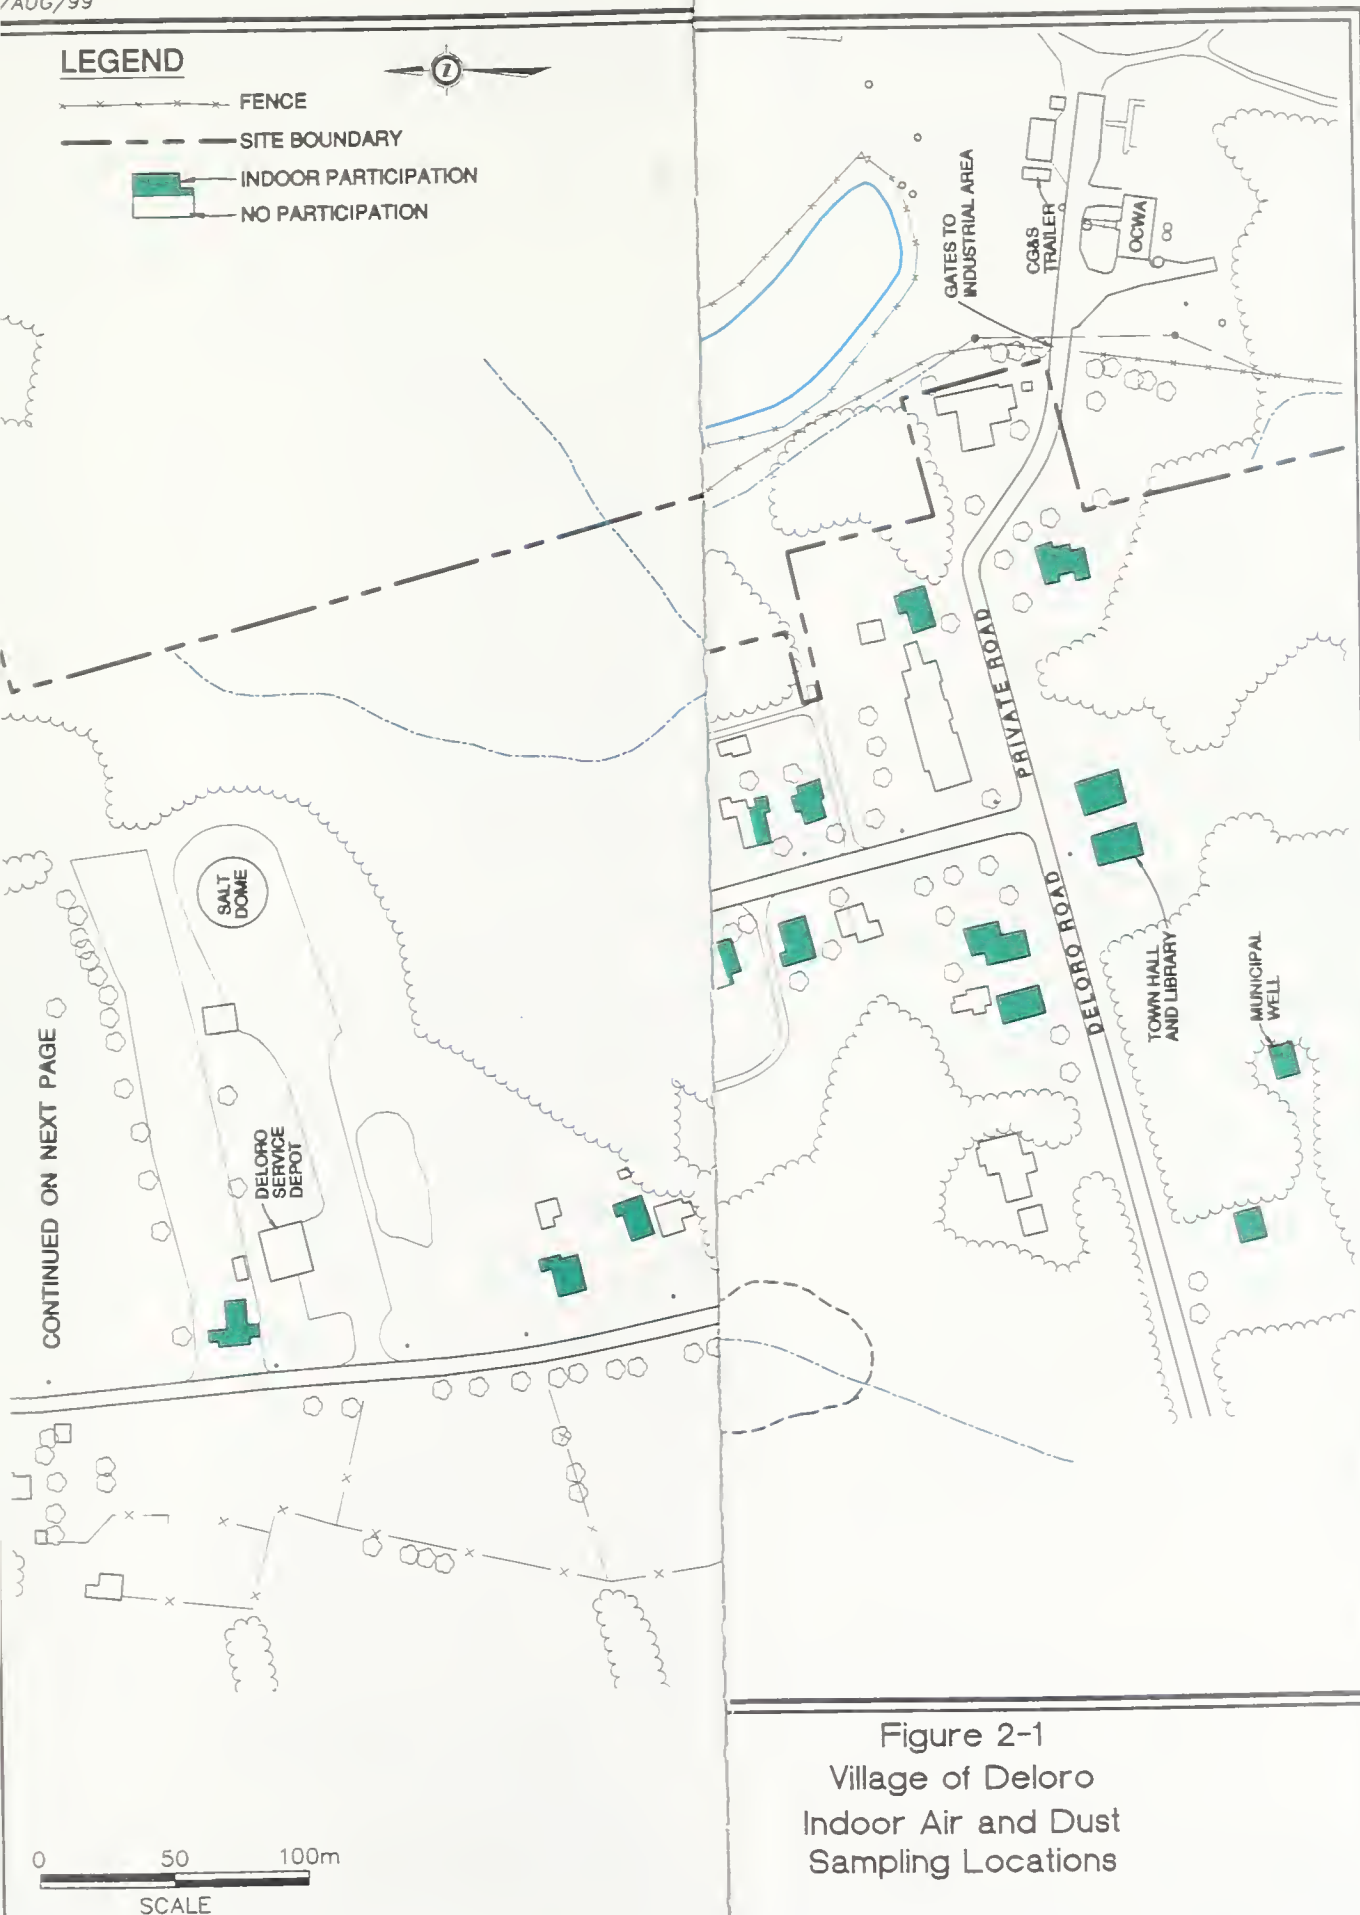 /AUG/99
LEGEND
FENCE
SITE BOUNDARY
INDOOR PARTICIPATION
NO PARTICIPATION
Z
GATES TO
INDUSTRIAL AREA
CG&S
TRAILER
OCWA
PRIVATE ROAD
DELORO ROAD
TOWN HALL
AND LIBRARY
MUNICIPAL
WELL
SALT
DOME
DELORO
SERVICE
DEPOT
CONTINUED ON NEXT PAGE
0 50 100m
SCALE
Figure 2-1
Village of Deloro
Indoor Air and Dust
Sampling Locations